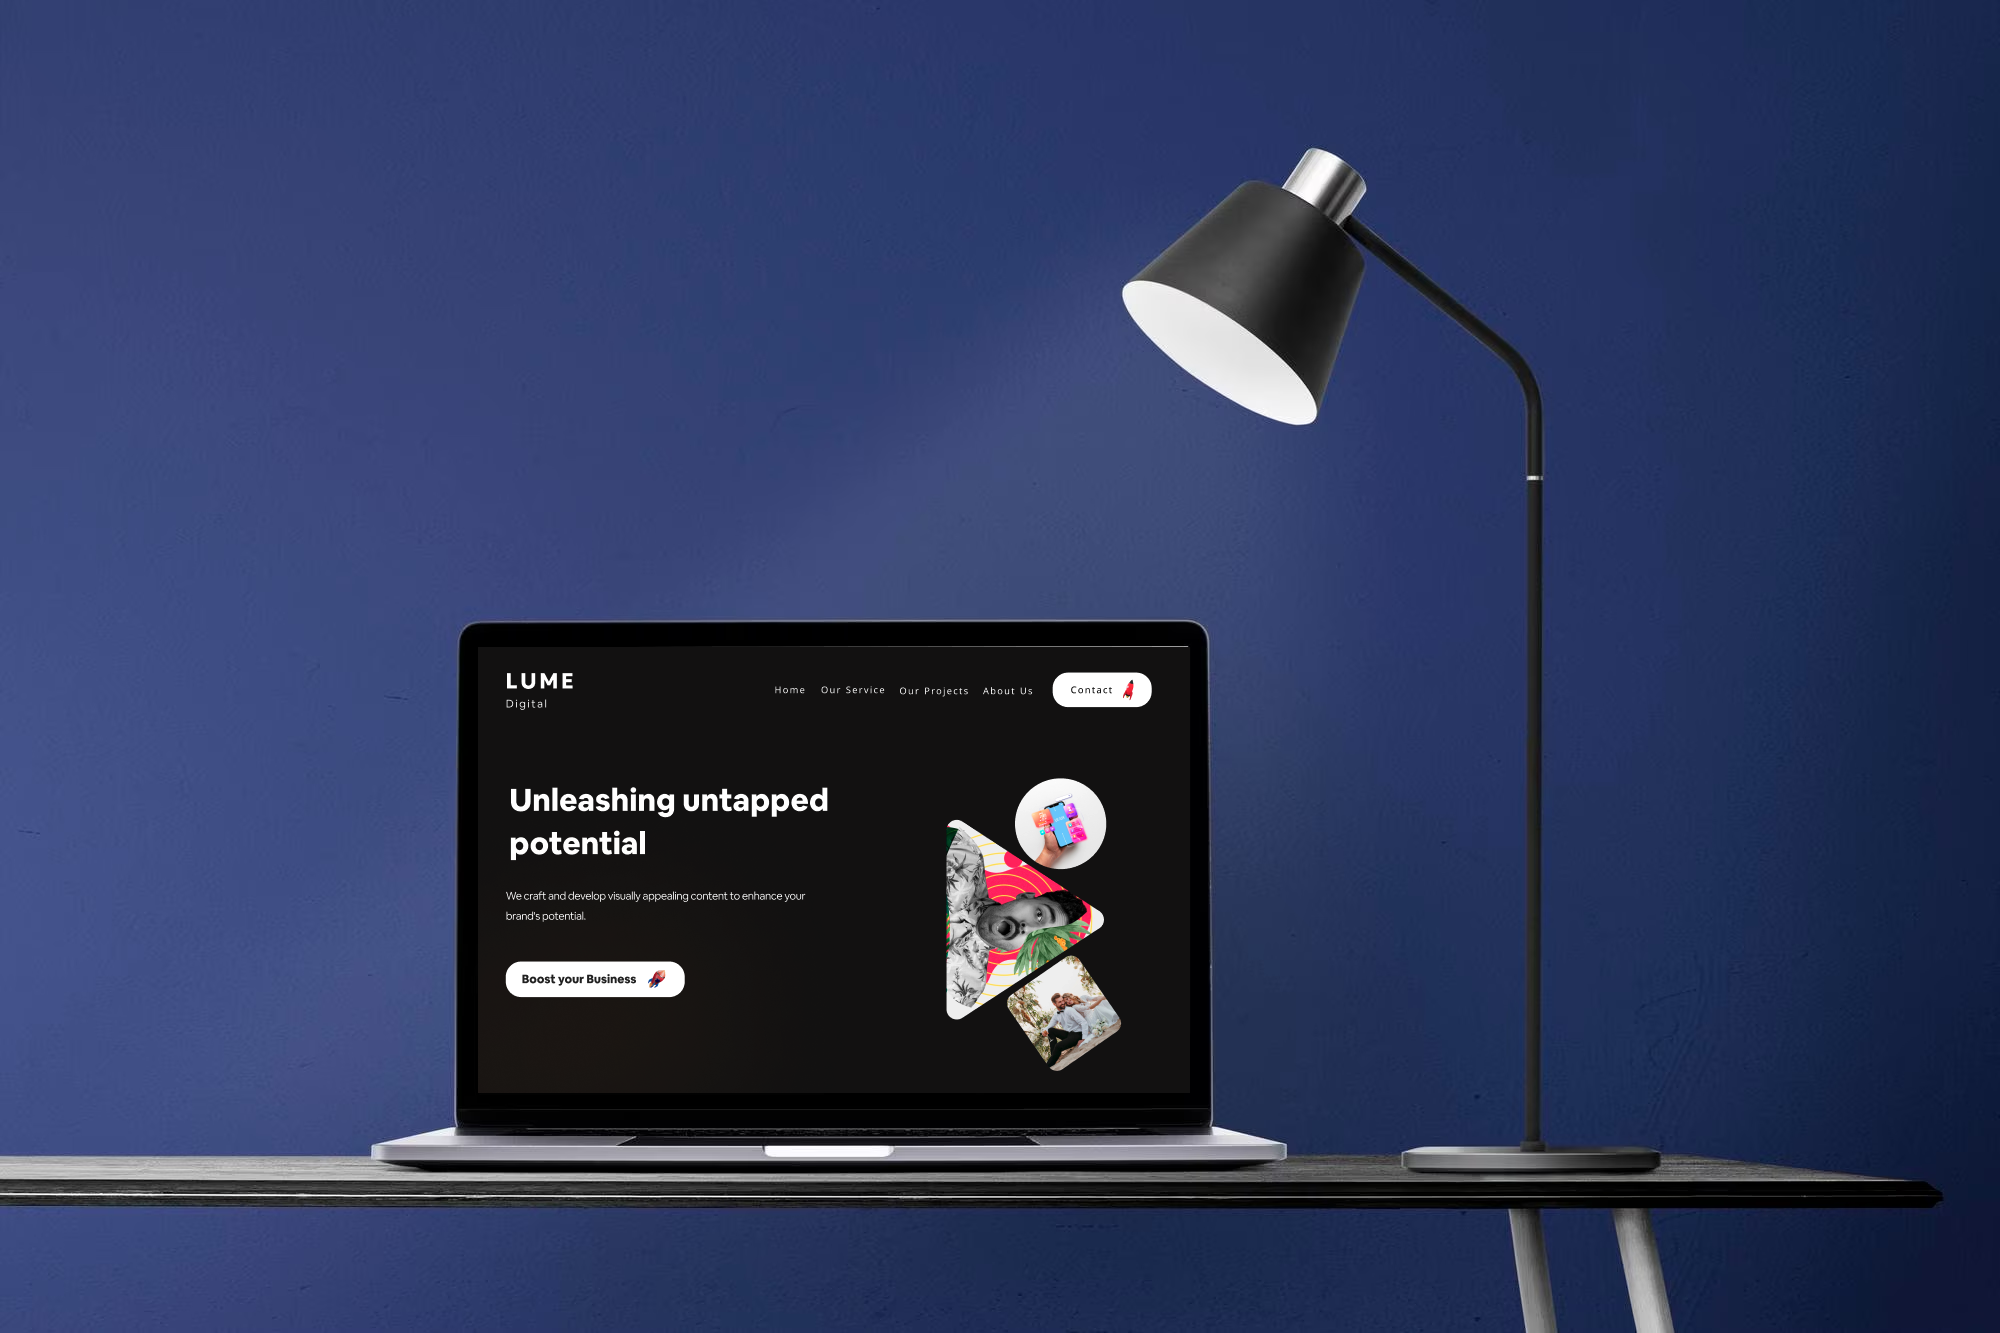 LUME
Digital
Home Our Service Our Projects About Us Contact
Unleashing untapped
potential
We craft and develop visually appealing content to enhance your
brand's potential.
Boost your Business